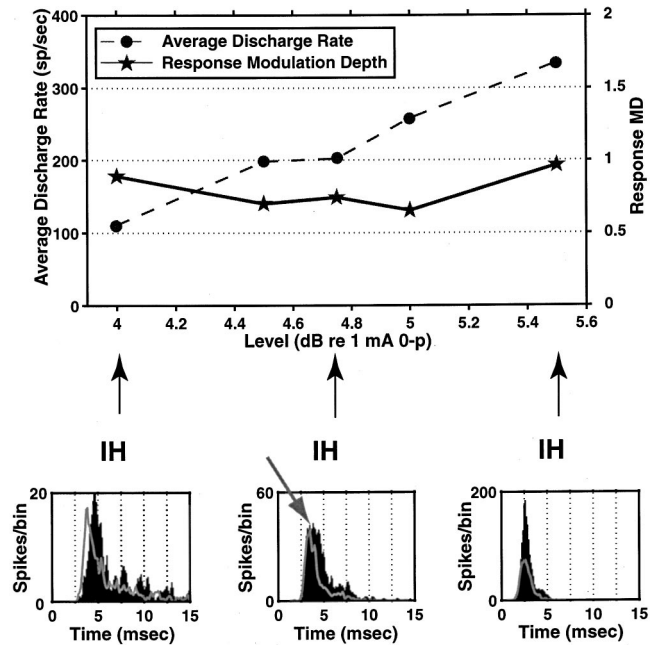 400
300
200
100
0
Average Discharge Rate (sp/sec)
Average Discharge Rate
Response Modulation Depth
2
1.5
1
0.5
0
Response MD
4 4.2 4.4 4.6 4.8 5 5.2 5.4 5.6
Level (dB re 1 mA 0-p)
IH IH IH
20
10
0
Spikes/bin
0 5 10 15
Time (msec)
60
30
0
Spikes/bin
0 5 10 15
Time (msec)
200
100
0
Spikes/bin
0 5 10 15
Time (msec)